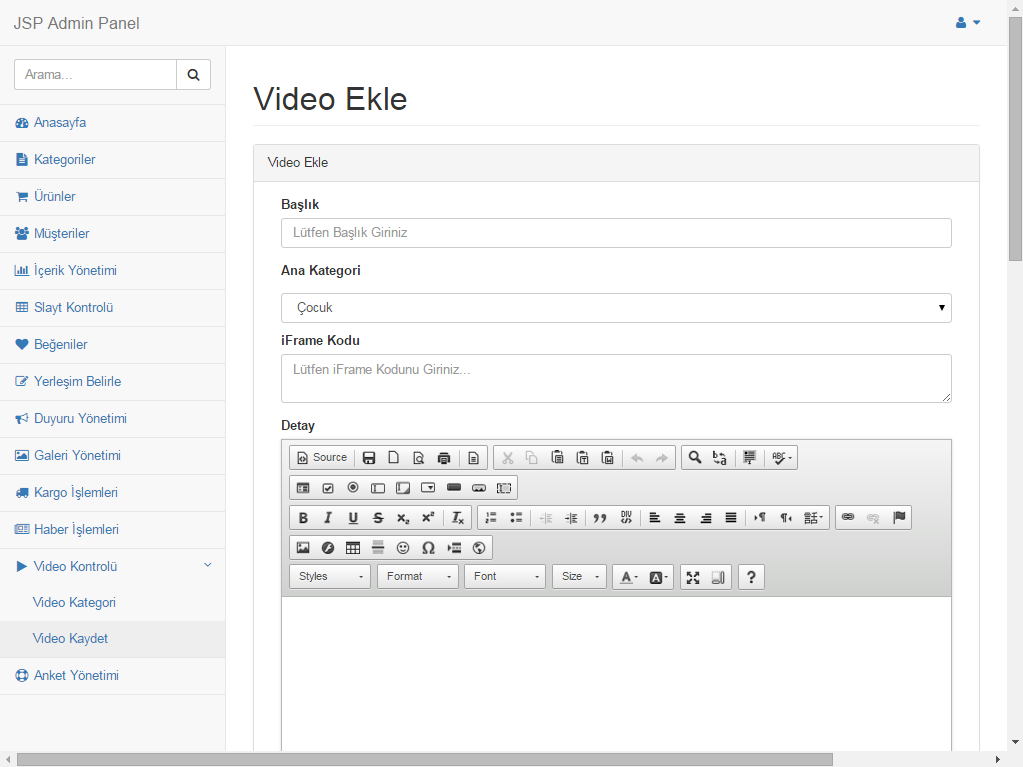 JSP Admin Panel
Arama...
Anasayfa
Kategoriler
Ürünler
Müşteriler
İçerik Yönetimi
Slayt Kontrolü
Beğeniler
Yerleşim Belirle
Duyuru Yönetimi
Galeri Yönetimi
Kargo İşlemleri
Haber İşlemleri
Video Kontrolü
Video Kategori
Video Kaydet
Anket Yönetimi
Video Ekle
Video Ekle
Başlık
Lütfen Başlık Giriniz
Ana Kategori
Çocuk
iFrame Kodu
Lütfen iFrame Kodunu Giriniz...
Detay
Source
Styles Format Font Size